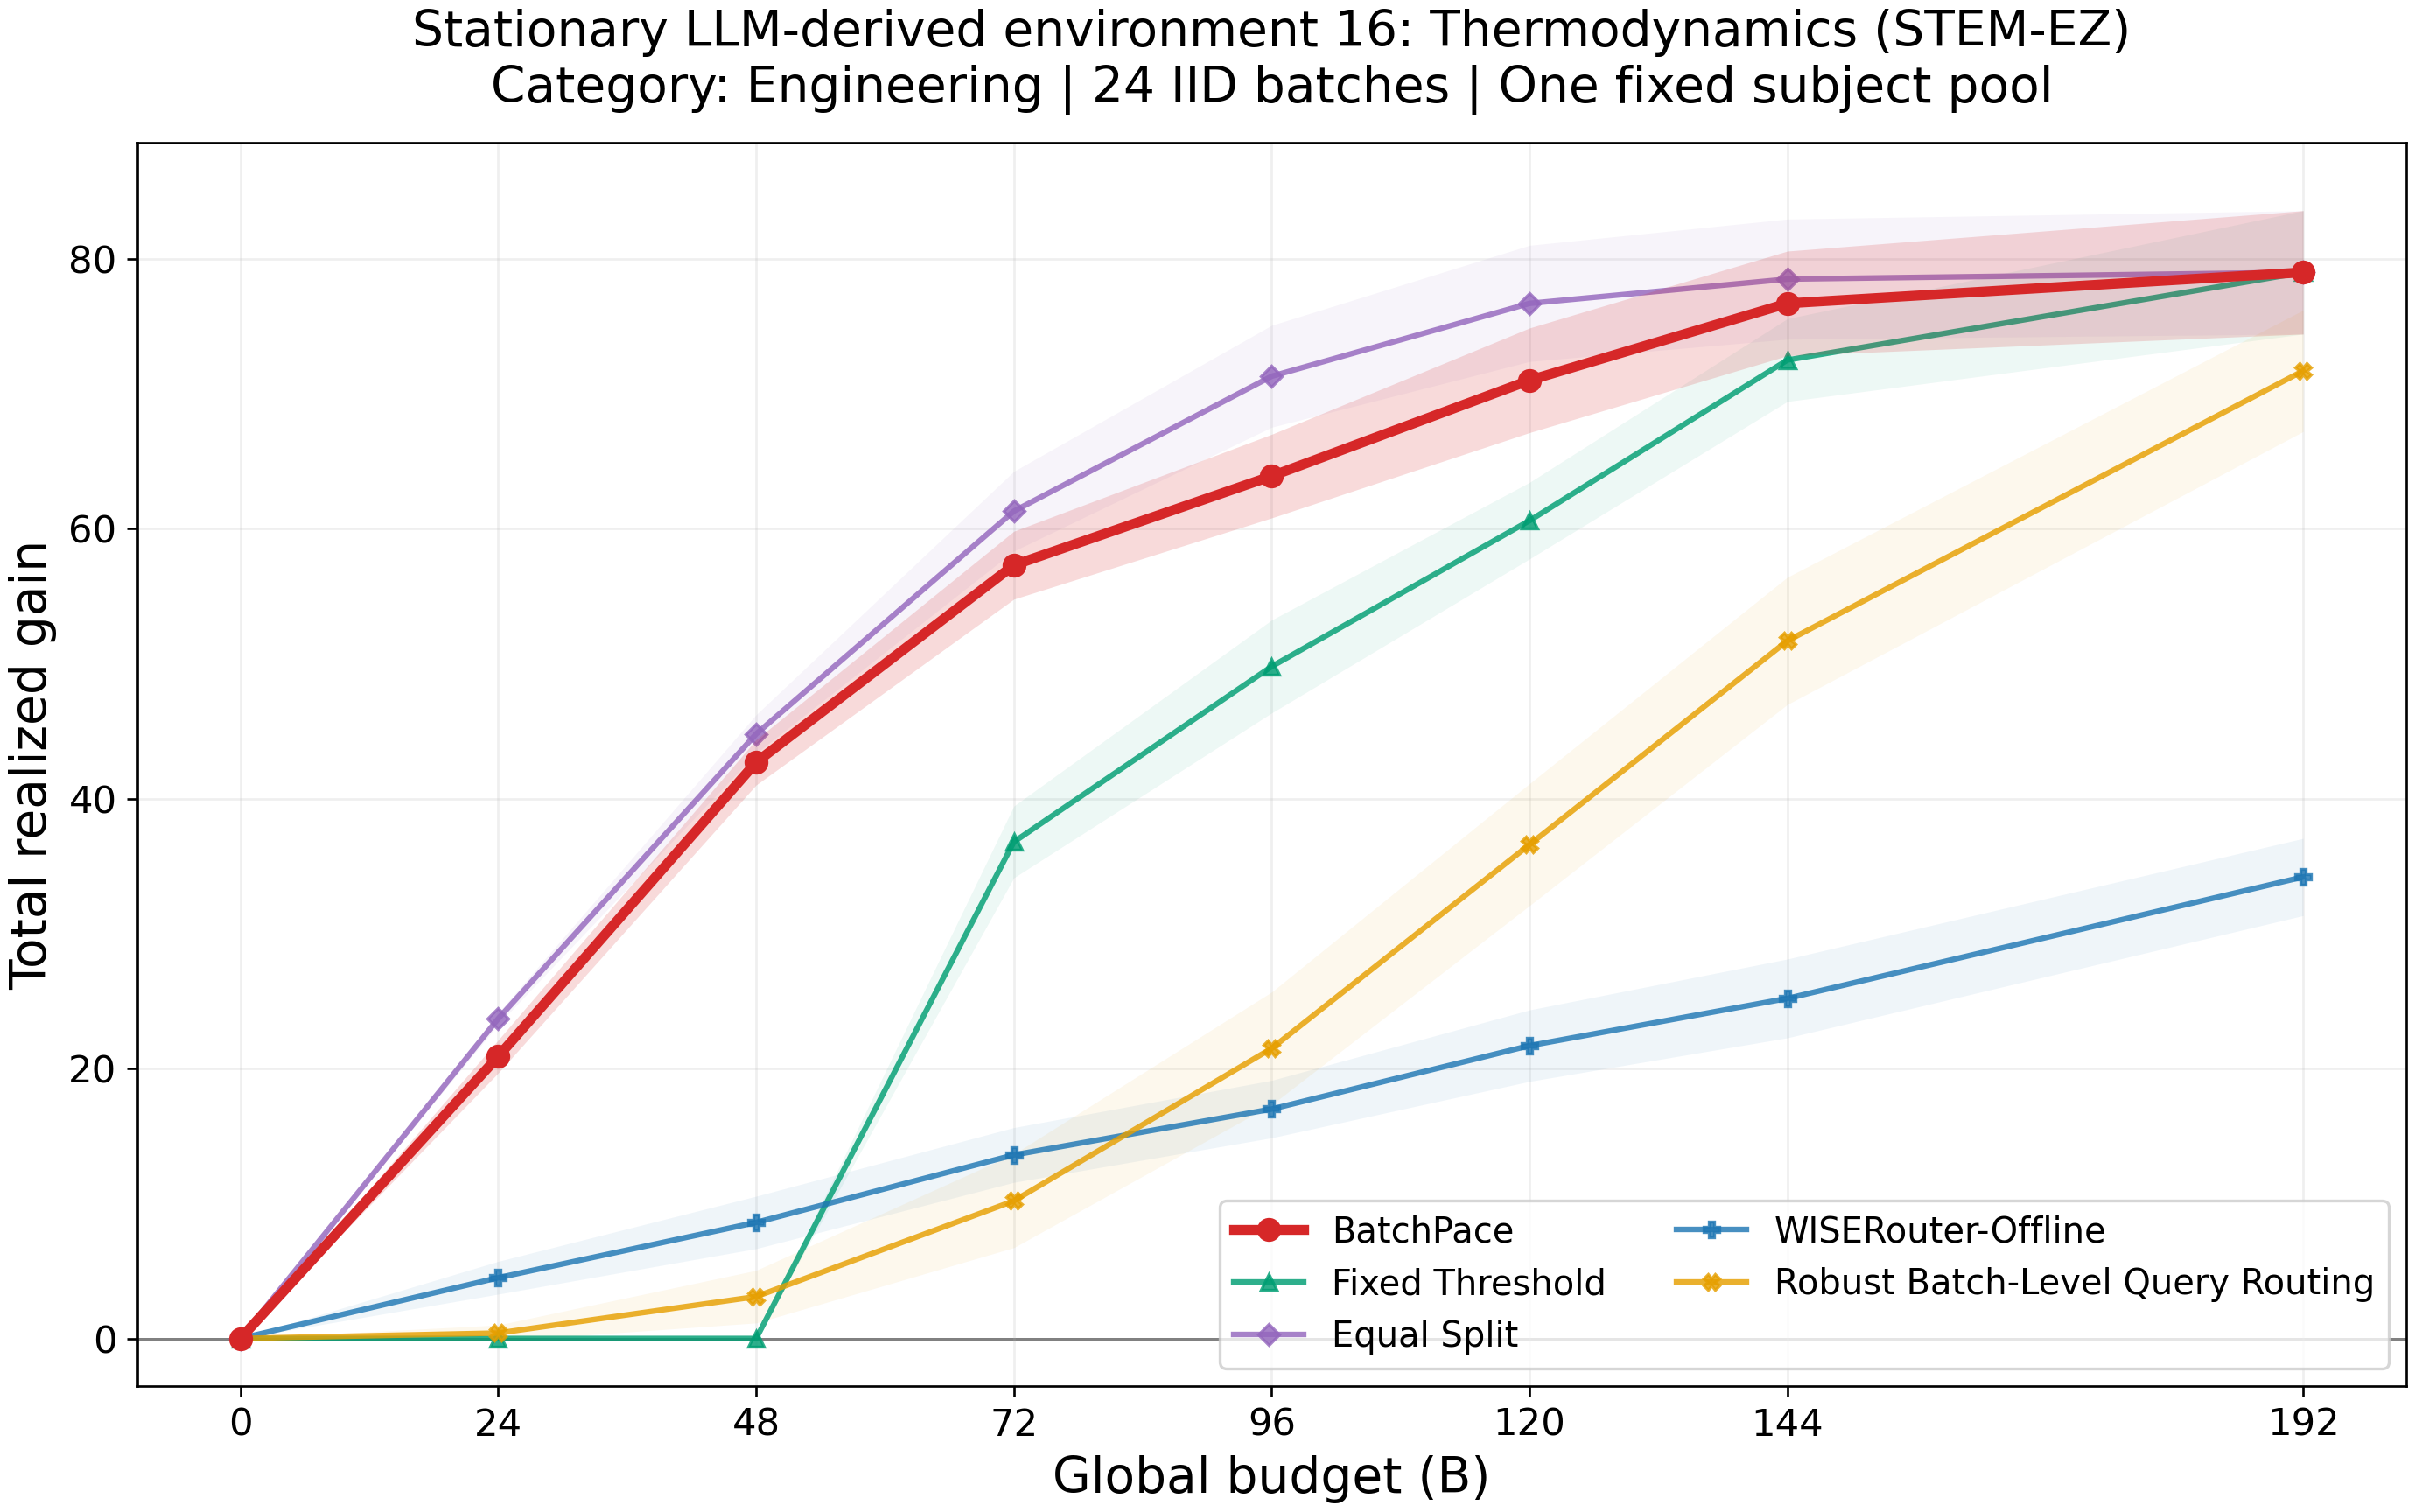 Stationary LLM-derived environment 16: Thermodynamics (STEM-EZ)
Category: Engineering | 24 IID batches | One fixed subject pool
Total realized gain
80
60
40
20
0
0 24 48 72 96 120 144 192
Global budget (B)
BatchPace
Fixed Threshold
Equal Split
WISERouter-Offline
Robust Batch-Level Query Routing